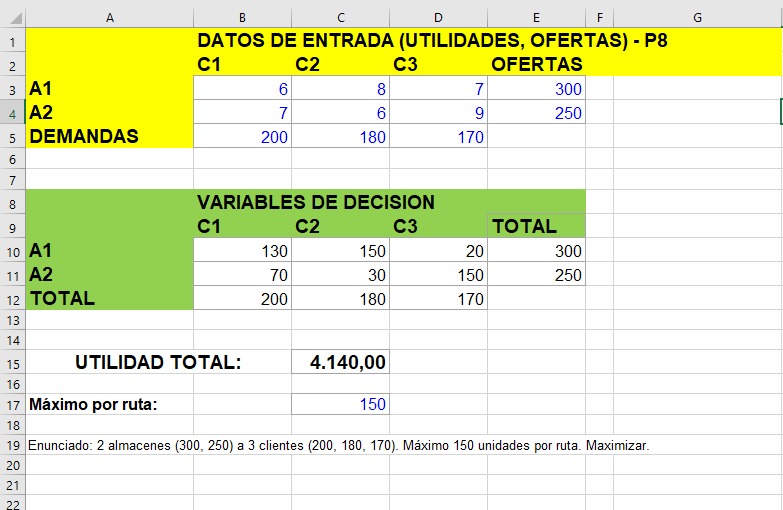 A B C D E F G
1 DATOS DE ENTRADA (UTILIDADES, OFERTAS) - P8
2 C1 C2 C3 OFERTAS
3 A1 6 8 7 300
4 A2 7 6 9 250
5 DEMANDAS 200 180 170
6
7
8 VARIABLES DE DECISION
9 C1 C2 C3 TOTAL
10 A1 130 150 20 300
11 A2 70 30 150 250
12 TOTAL 200 180 170
13
14
15 UTILIDAD TOTAL: 4.140,00
16
17 Máximo por ruta: 150
18
19 Enunciado: 2 almacenes (300, 250) a 3 clientes (200, 180, 170). Máximo 150 unidades por ruta. Maximizar.
20
21
22